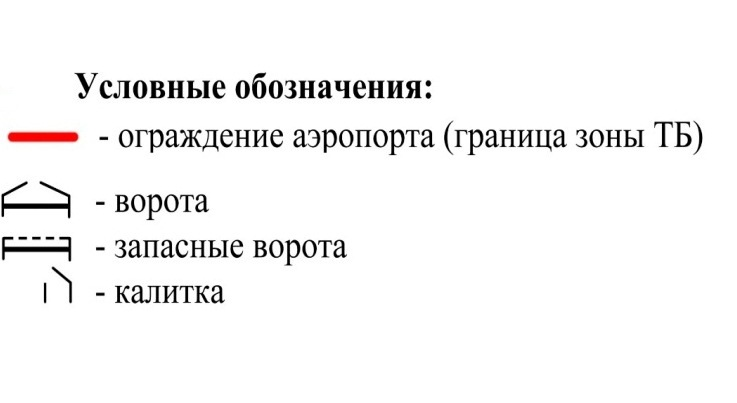 Условные обозначения:
- ограждение аэропорта (граница зоны ТБ)
- ворота
- запасные ворота
- калитка